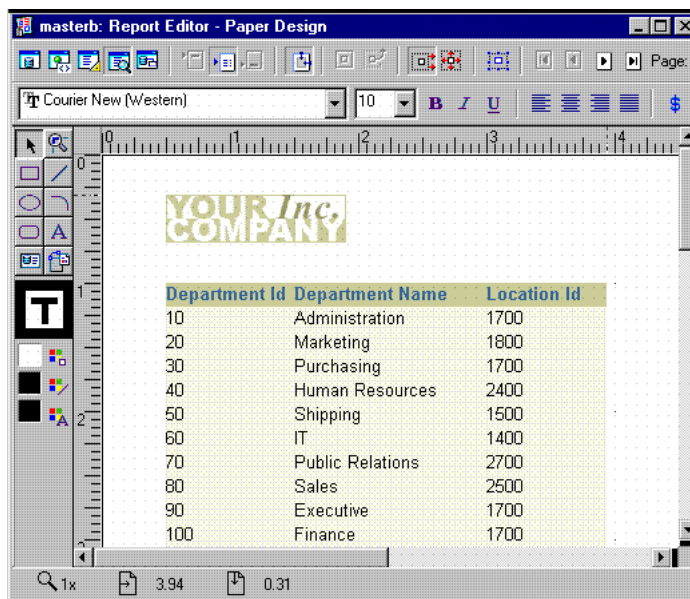 masterb: Report Editor - Paper Design
Page:
Courier New (Western) 10 B I U $
0 1 2 3 4
0
YOUR Inc.
COMPANY
1
Department Id Department Name Location Id
10 Administration 1700
20 Marketing 1800
30 Purchasing 1700
40 Human Resources 2400
50 Shipping 1500
2
60 IT 1400
70 Public Relations 2700
80 Sales 2500
90 Executive 1700
100 Finance 1700
T
A
A
1x 3.94 0.31